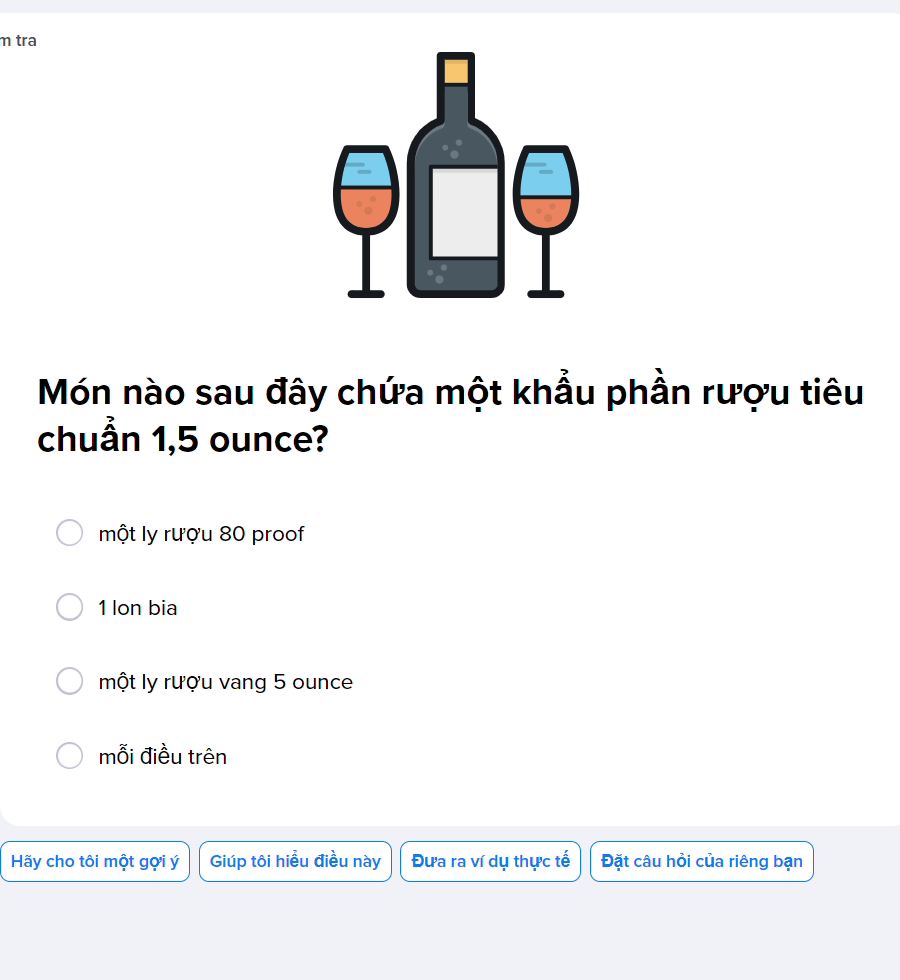 m tra
Món nào sau đây chứa một khẩu phần rượu tiêu
chuẩn 1,5 ounce?
một ly rượu 80 proof
1 lon bia
một ly rượu vang 5 ounce
mỗi điều trên
Hãy cho tôi một gợi ý
Giúp tôi hiểu điều này
Đưa ra ví dụ thực tế
Đặt câu hỏi của riêng bạn